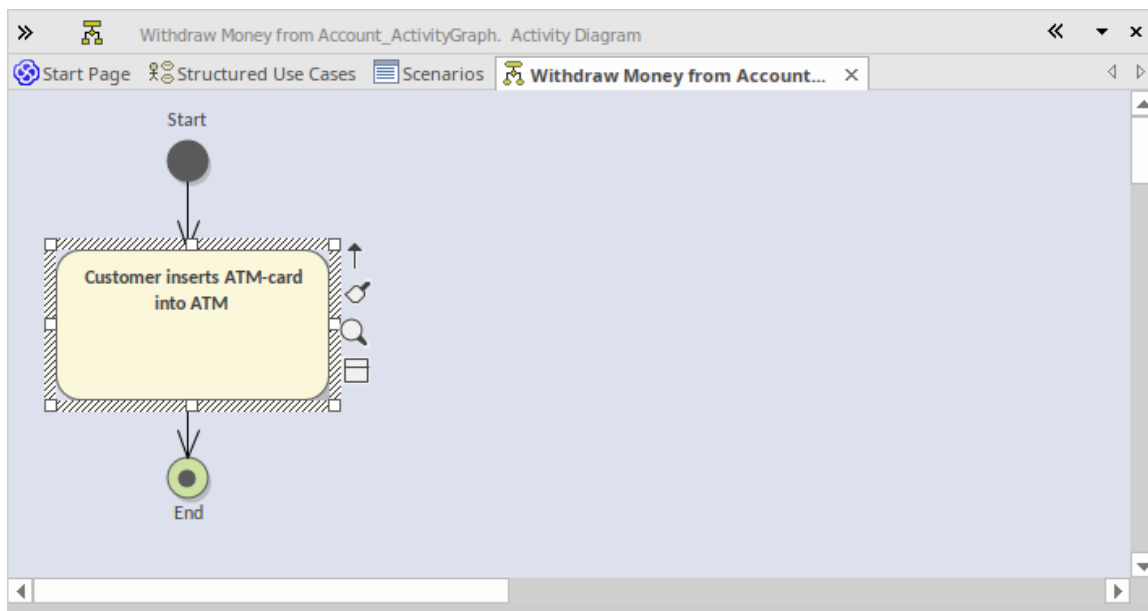 Withdraw Money from Account_ActivityGraph. Activity Diagram
Start Page Structured Use Cases Scenarios Withdraw Money from Account...
Start
Customer inserts ATM-card
into ATM
End